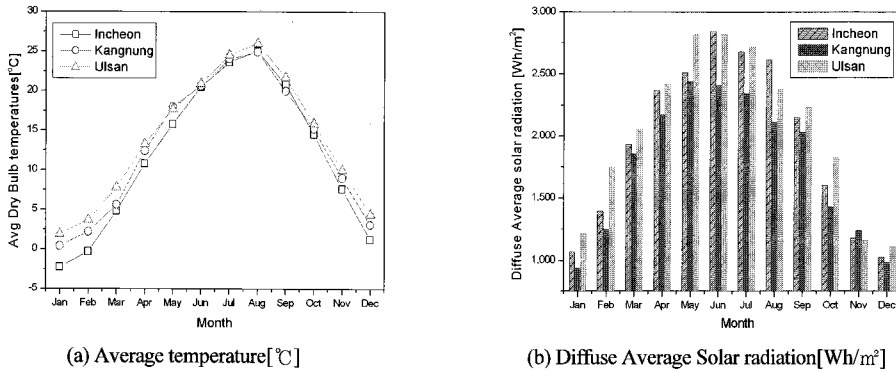 Avg Dry Bulb temperatures[°C]
30
25
20
15
10
5
0
-5
Incheon
Kangnung
Ulsan
Jan Feb Mar Apr May Jun Jul Aug Sep Oct Nov Dec
Month
(a) Average temperature[℃]
Diffuse Average solar radiation [Wh/m²]
3.000
2,500
2.000
1,500
1,000
Incheon
Kangnung
Ulsan
Jan Feb Mar Apr May Jun Jul Aug Sep Oct Nov Dec
Month
(b) Diffuse Average Solar radiation[Wh/㎡]